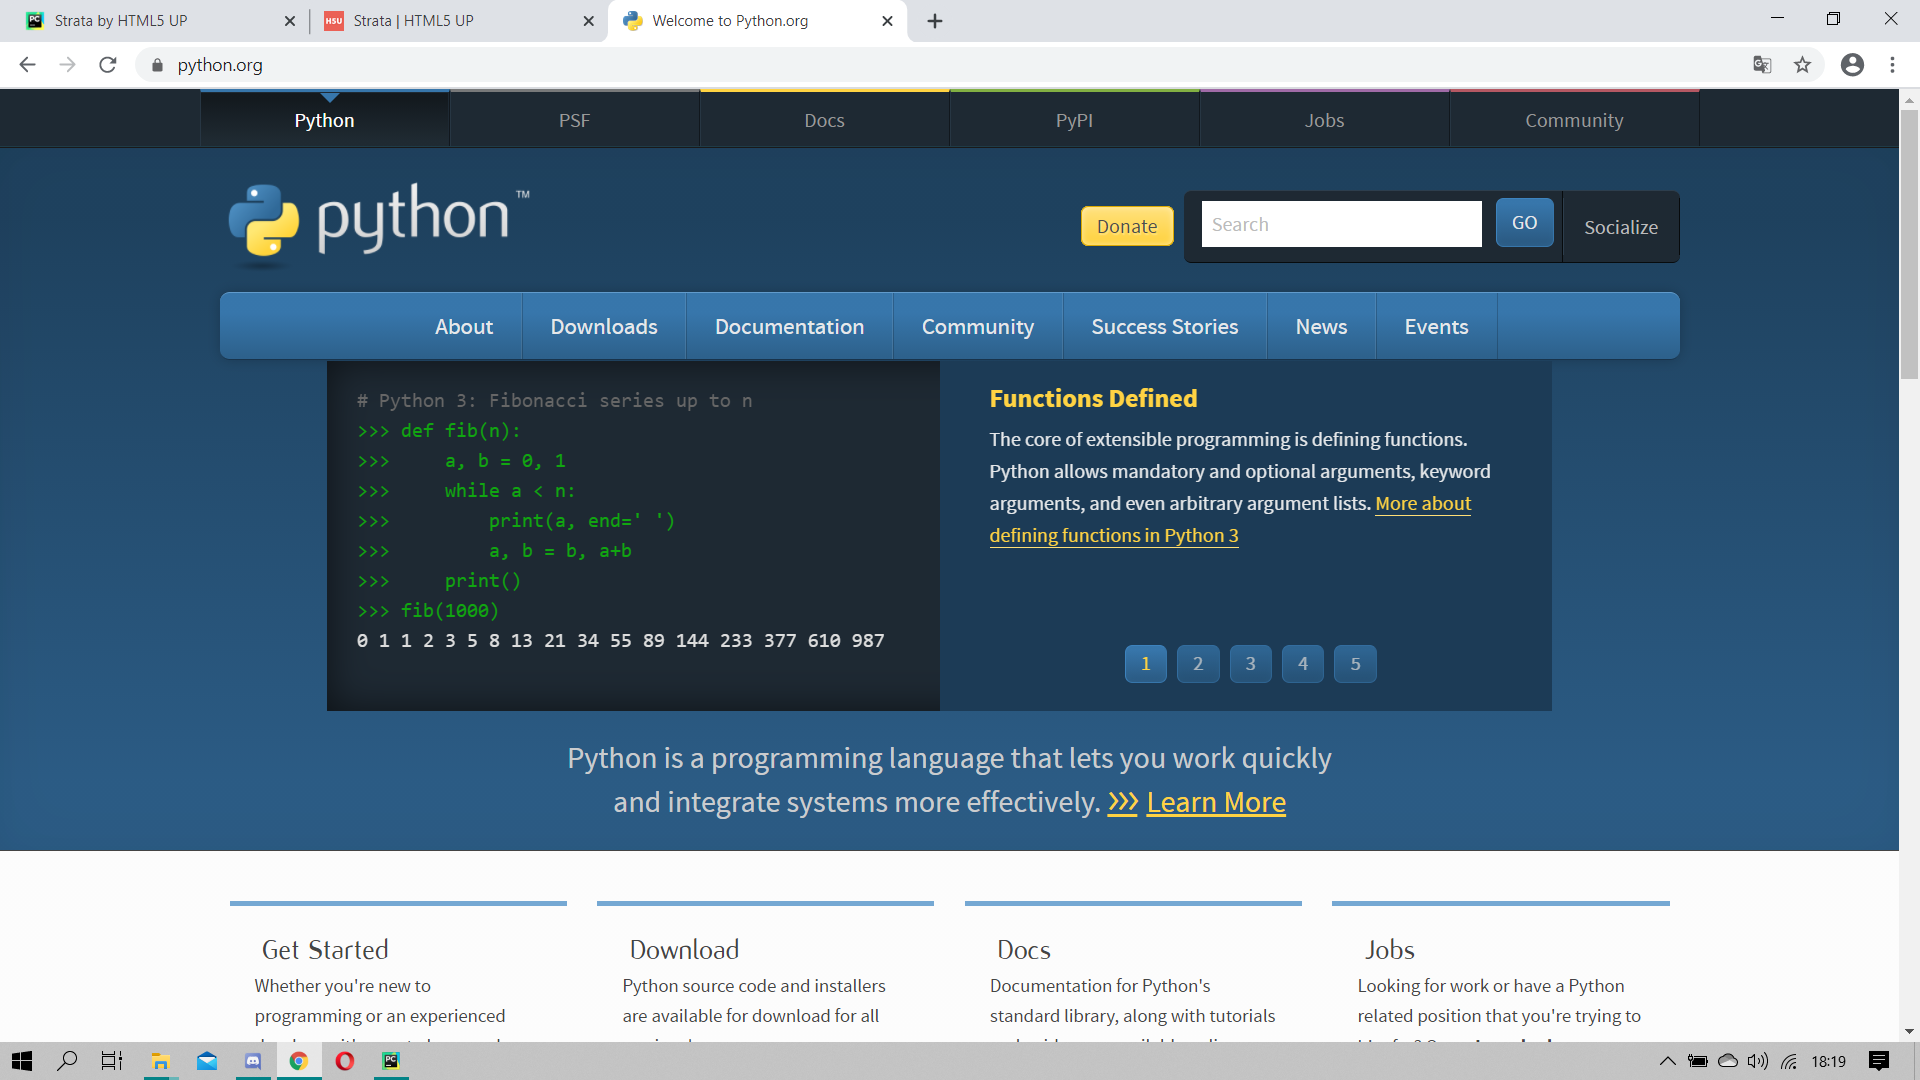 Strata by HTML5 UP
Strata | HTML5 UP
Welcome to Python.org
python.org
Python
PSF
Docs
PyPI
Jobs
Community
python™
Donate
Search
GO
Socialize
About
Downloads
Documentation
Community
Success Stories
News
Events
# Python 3: Fibonacci series up to n
>>> def fib(n):
>>>     a, b = 0, 1
>>>     while a < n:
>>>         print(a, end=' ')
>>>         a, b = b, a+b
>>>     print()
>>> fib(1000)
0 1 1 2 3 5 8 13 21 34 55 89 144 233 377 610 987
Functions Defined
The core of extensible programming is defining functions.
Python allows mandatory and optional arguments, keyword
arguments, and even arbitrary argument lists. More about
defining functions in Python 3
1 2 3 4 5
Python is a programming language that lets you work quickly
and integrate systems more effectively. >>> Learn More
Get Started
Whether you're new to
programming or an experienced
Download
Python source code and installers
are available for download for all
Docs
Documentation for Python's
standard library, along with tutorials
Jobs
Looking for work or have a Python
related position that you're trying to
18:19